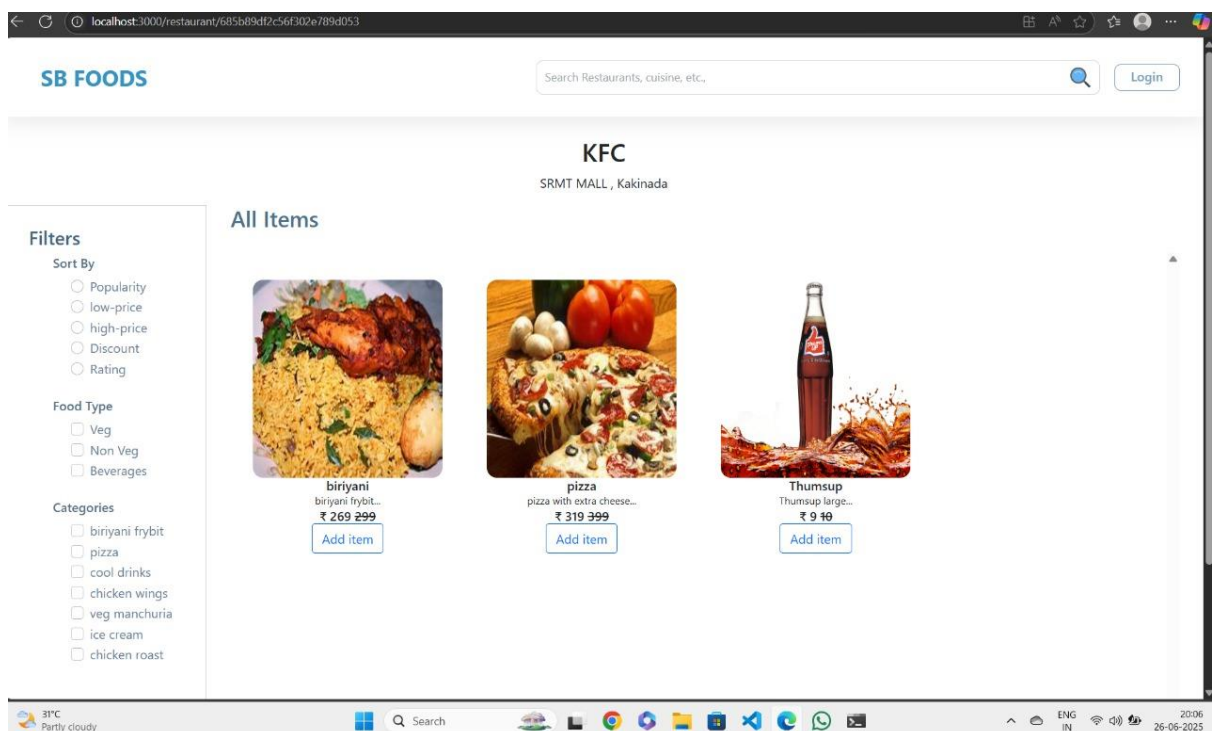 localhost:3000/restaurant/685b89df2c56f302e789d053
SB FOODS
Search Restaurants, cuisine, etc.,
Login
KFC
SRMT MALL , Kakinada
All Items
Filters
Sort By
Popularity
low-price
high-price
Discount
Rating
Food Type
Veg
Non Veg
Beverages
Categories
biriyani frybit
pizza
cool drinks
chicken wings
veg manchuria
ice cream
chicken roast
biriyani
biriyani frybit...
₹ 269 299
Add item
pizza
pizza with extra cheese...
₹ 319 399
Add item
Thumsup
Thumsup large...
₹ 9 10
Add item
31°C
Partly cloudy
Search
ENG
IN
20:06
26-06-2025